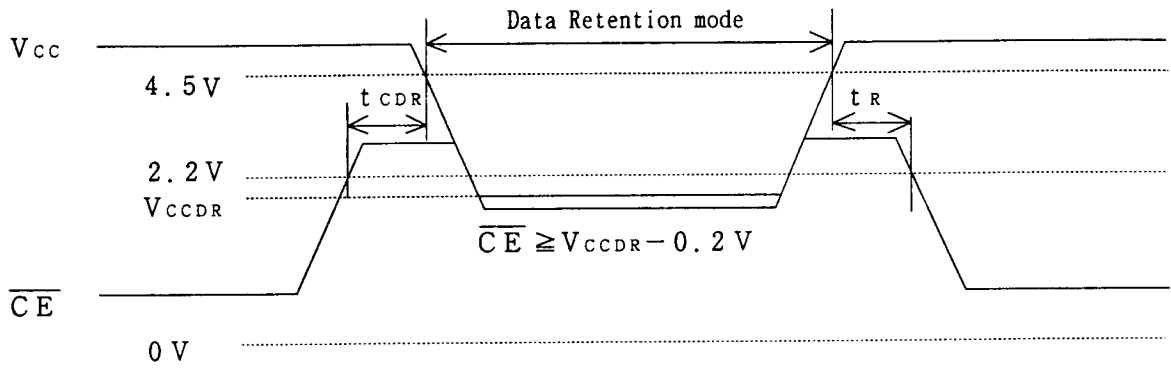 Data Retention mode
Vcc
4.5V
tCDR
tR
2.2V
VCCDR
CE≧VCCDR－0.2V
CE
0V